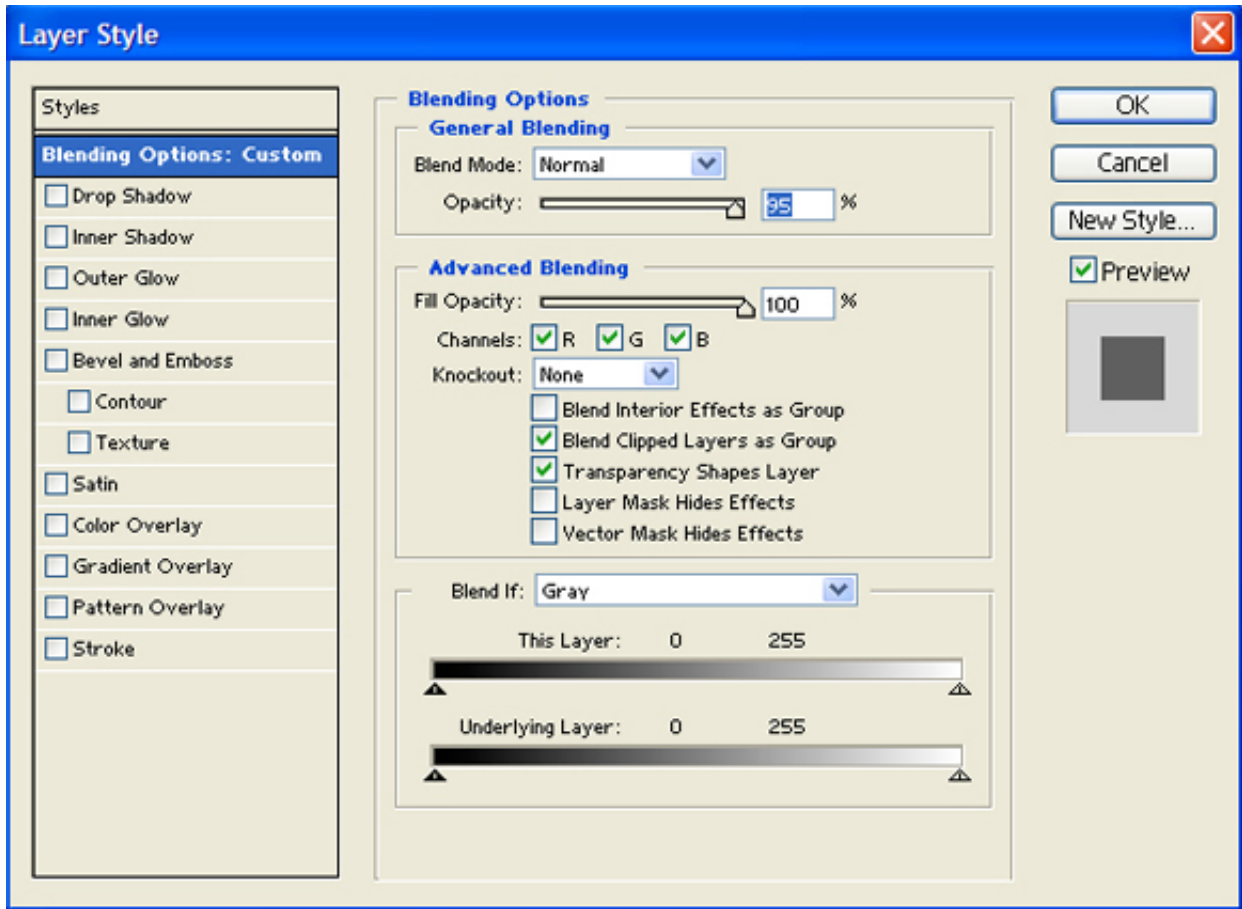 Layer Style
Styles
Blending Options: Custom
Drop Shadow
Inner Shadow
Outer Glow
Inner Glow
Bevel and Emboss
Contour
Texture
Satin
Color Overlay
Gradient Overlay
Pattern Overlay
Stroke
Blending Options
General Blending
Blend Mode: Normal
Opacity: 95 %
Advanced Blending
Fill Opacity: 100 %
Channels: R G B
Knockout: None
Blend Interior Effects as Group
Blend Clipped Layers as Group
Transparency Shapes Layer
Layer Mask Hides Effects
Vector Mask Hides Effects
Blend If: Gray
This Layer: 0 255
Underlying Layer: 0 255
OK
Cancel
New Style...
Preview